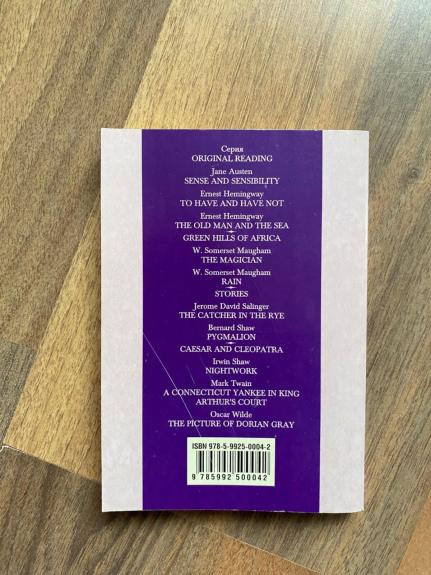 Серия
ORIGINAL READING
Jane Austen
SENSE AND SENSIBILITY
Ernest Hemingway
TO HAVE AND HAVE NOT
Ernest Hemingway
THE OLD MAN AND THE SEA
GREEN HILLS OF AFRICA
W. Somerset Maugham
THE MAGICIAN
W. Somerset Maugham
RAIN
STORIES
Jerome David Salinger
THE CATCHER IN THE RYE
Bernard Shaw
PYGMALION
CAESAR AND CLEOPATRA
Irwin Shaw
NIGHTWORK
Mark Twain
A CONNECTICUT YANKEE IN KING
ARTHUR'S COURT
Oscar Wilde
THE PICTURE OF DORIAN GRAY
ISBN 978-5-9925-0004-2
9 785992 500042